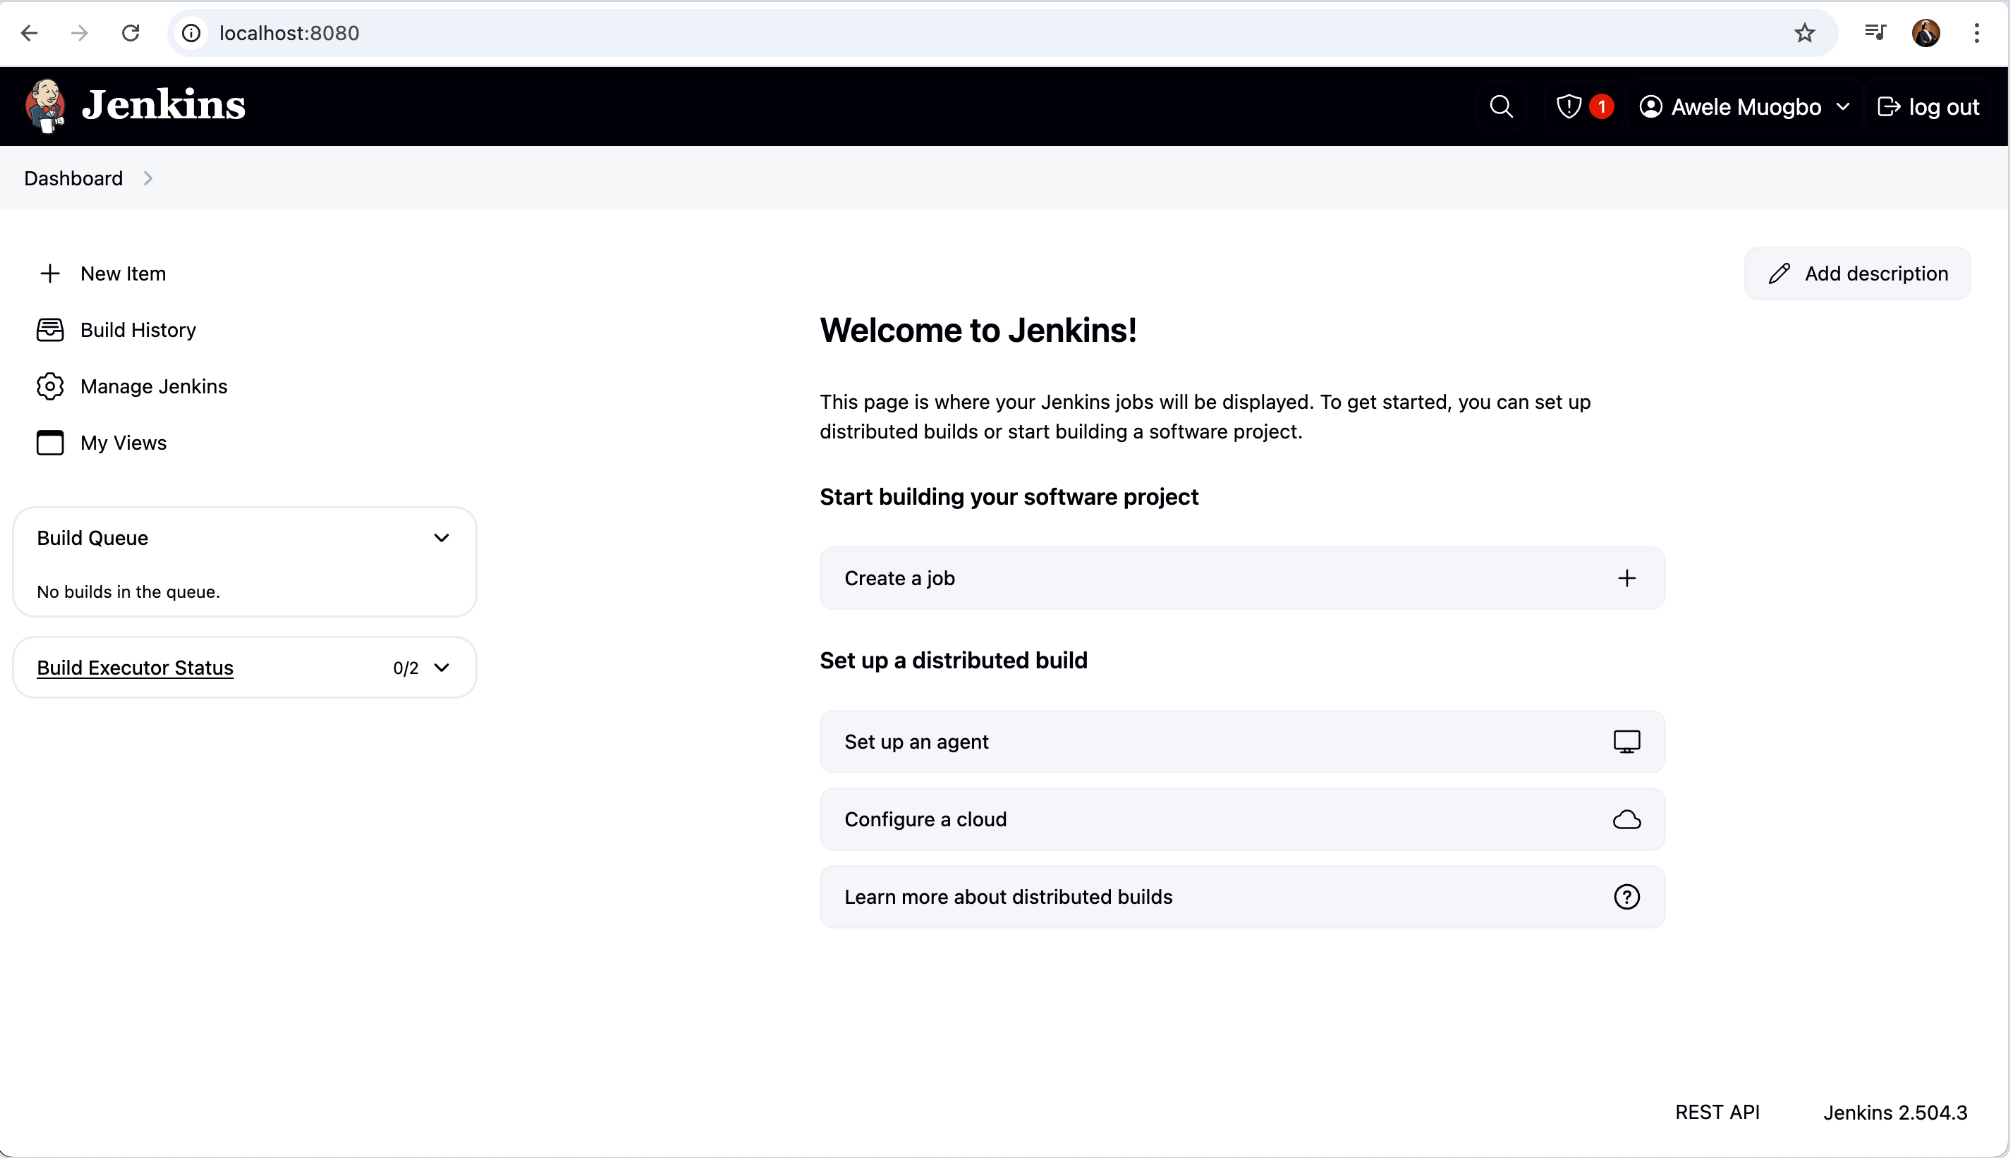 localhost:8080
Jenkins
1
Awele Muogbo
log out
Dashboard
New Item
Build History
Manage Jenkins
My Views
Build Queue
No builds in the queue.
Build Executor Status
0/2
Add description
Welcome to Jenkins!
This page is where your Jenkins jobs will be displayed. To get started, you can set up
distributed builds or start building a software project.
Start building your software project
Create a job
Set up a distributed build
Set up an agent
Configure a cloud
Learn more about distributed builds
REST API
Jenkins 2.504.3